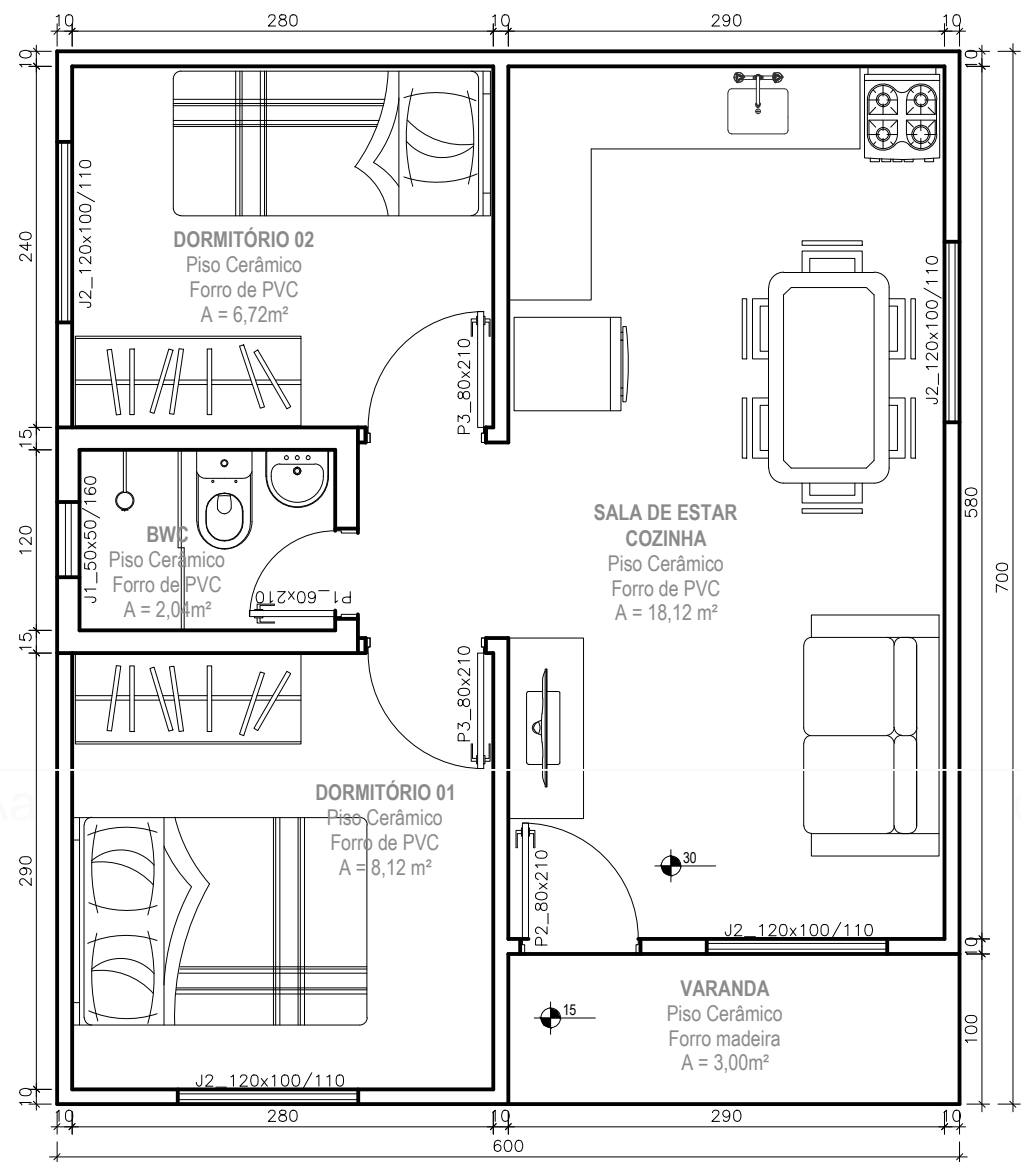 10
280
10
290
10
10
10
J2_120x100/110
DORMITÓRIO 02
Piso Cerâmico
Forro de PVC
A = 6,72m²
240
P3_80x210
J2_120x100/110
15
J1_50x50/160
BWC
Piso Cerâmico
Forro de PVC
A = 2,04m²
120
P1_60x210
SALA DE ESTAR
COZINHA
Piso Cerâmico
Forro de PVC
A = 18,12 m²
580
700
15
P3_80x210
DORMITÓRIO 01
Piso Cerâmico
Forro de PVC
A = 8,12 m²
290
30
P2_80x210
J2_120x100/110
10
VARANDA
Piso Cerâmico
Forro madeira
A = 3,00m²
15
100
J2_120x100/110
10
10
280
10
290
10
600